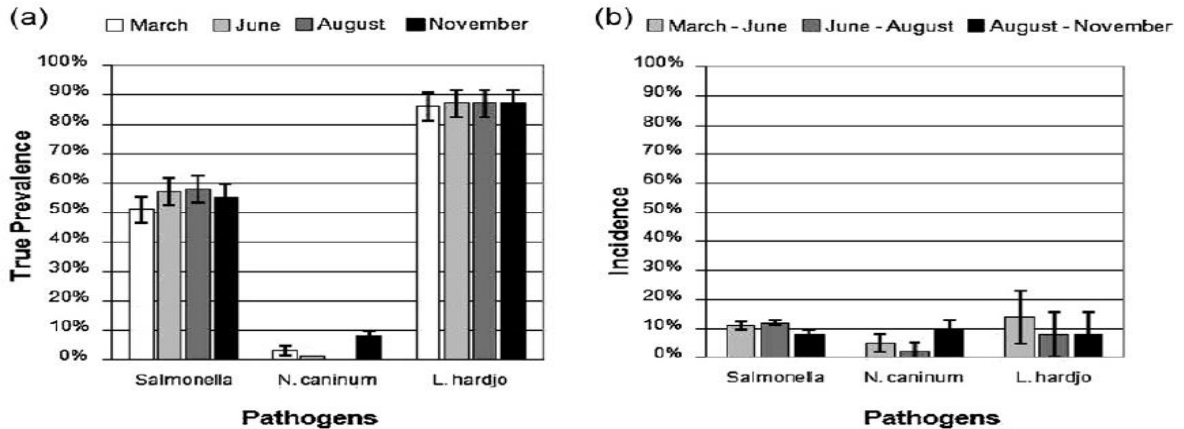 (a) March June August November
100%
90%
80%
70%
60%
50%
40%
30%
20%
10%
0%
True Prevalence
Salmonella N. caninum L. hardjo
Pathogens
(b) March - June June - August August - November
100%
90%
80%
70%
60%
50%
40%
30%
20%
10%
0%
Incidence
Salmonella N. caninum L. hardjo
Pathogens